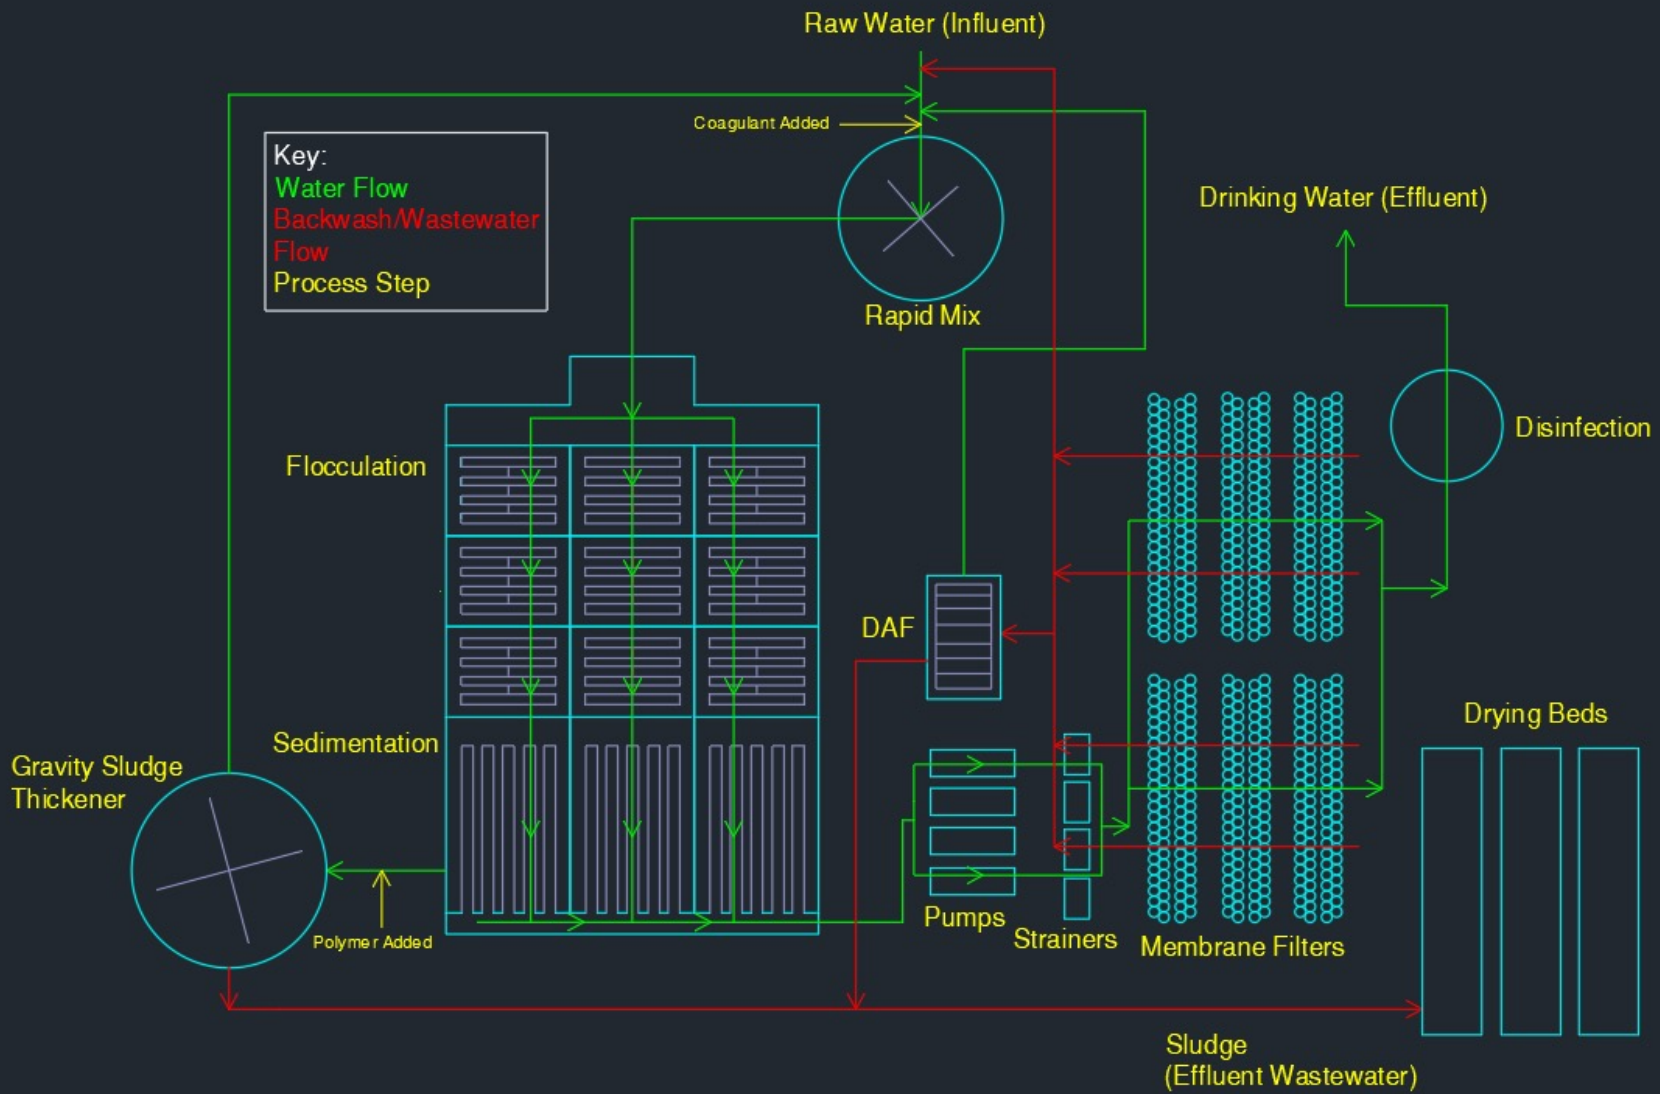 Raw Water (Influent)
Coagulant Added
Key:
Water Flow
Backwash/Wastewater
Flow
Process Step
Drinking Water (Effluent)
Rapid Mix
Disinfection
Flocculation
DAF
Sedimentation
Drying Beds
Gravity Sludge
Thickener
Pumps
Strainers
Membrane Filters
Polymer Added
Sludge
(Effluent Wastewater)